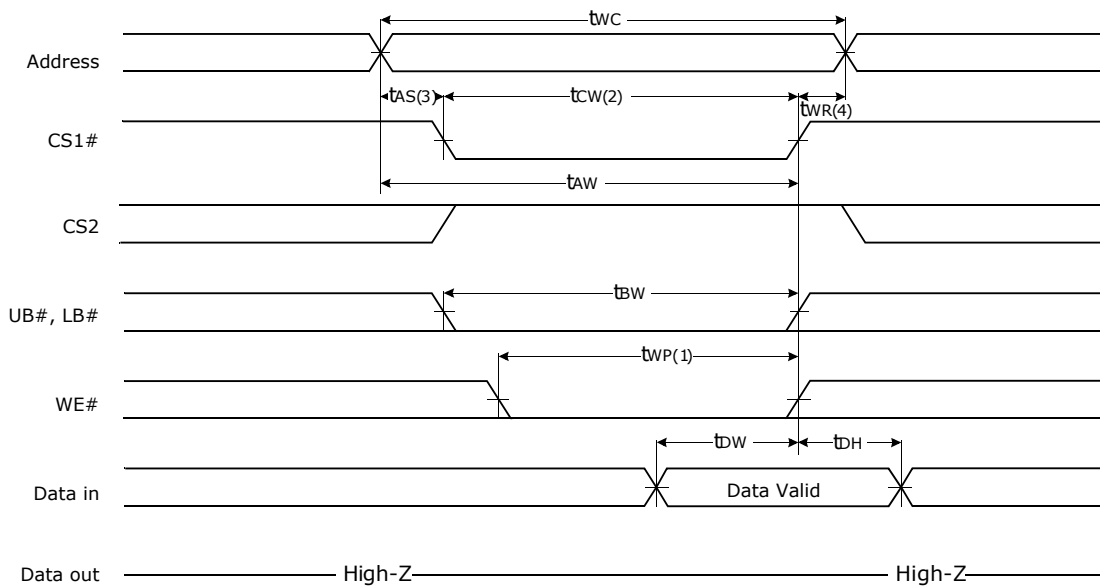 tWC
Address
tAS(3) tCW(2) tWR(4)
CS1#
tAW
CS2
tBW
UB#, LB#
tWP(1)
WE#
tDW tDH
Data in Data Valid
Data out High-Z High-Z